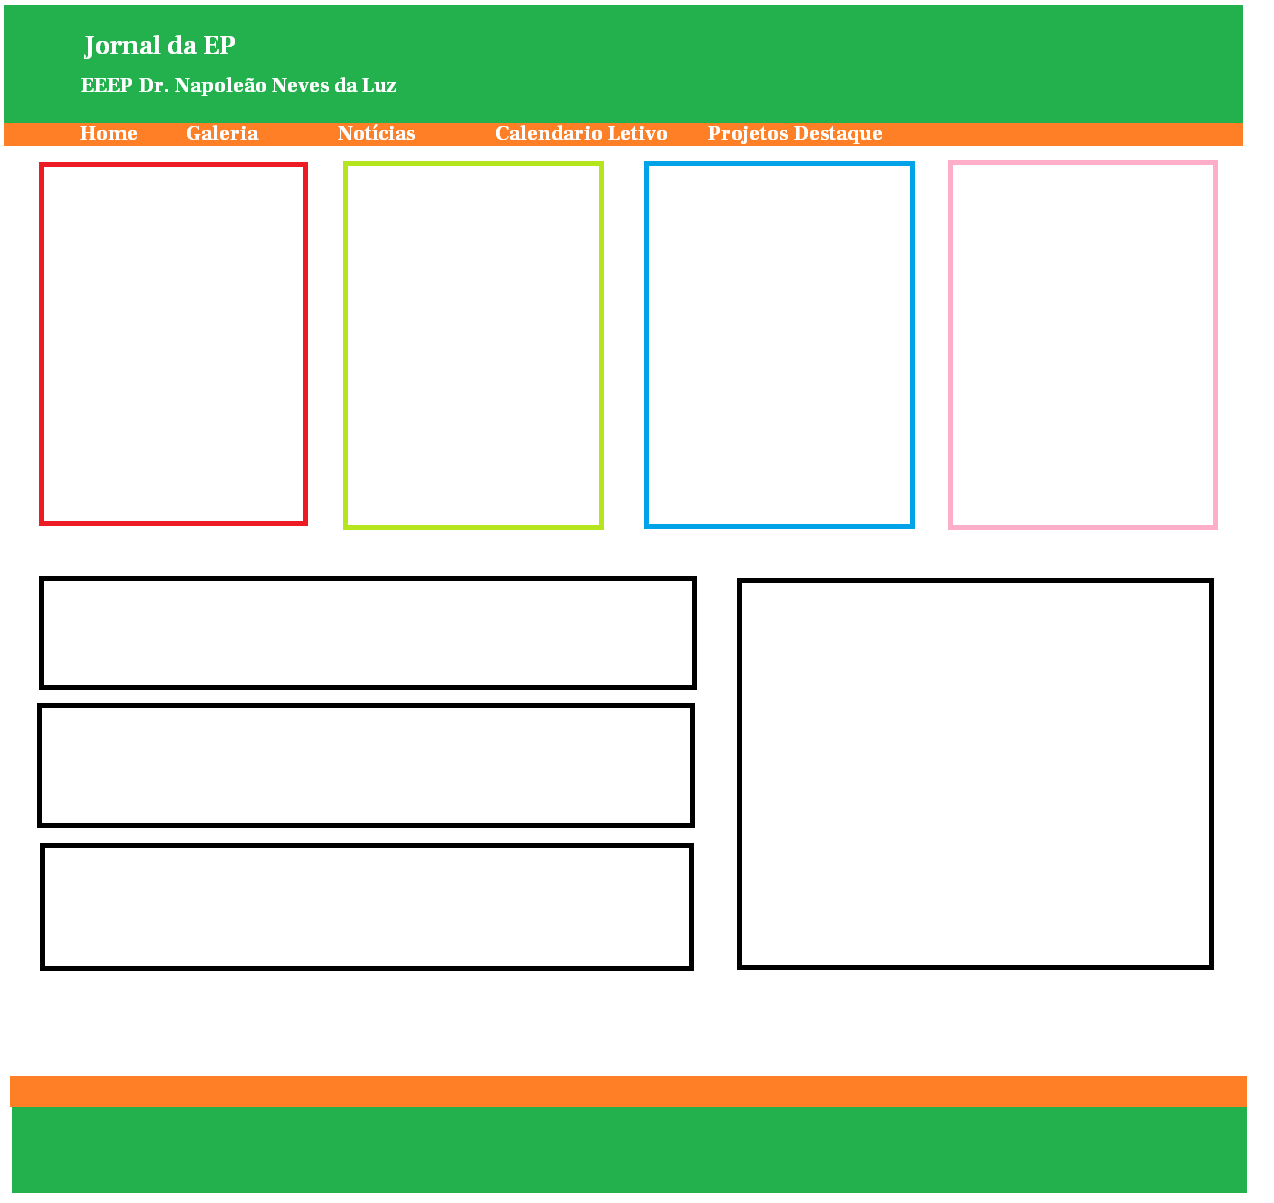 Jornal da EP
EEEP Dr. Napoleão Neves da Luz
Home Galeria Notícias Calendario Letivo Projetos Destaque